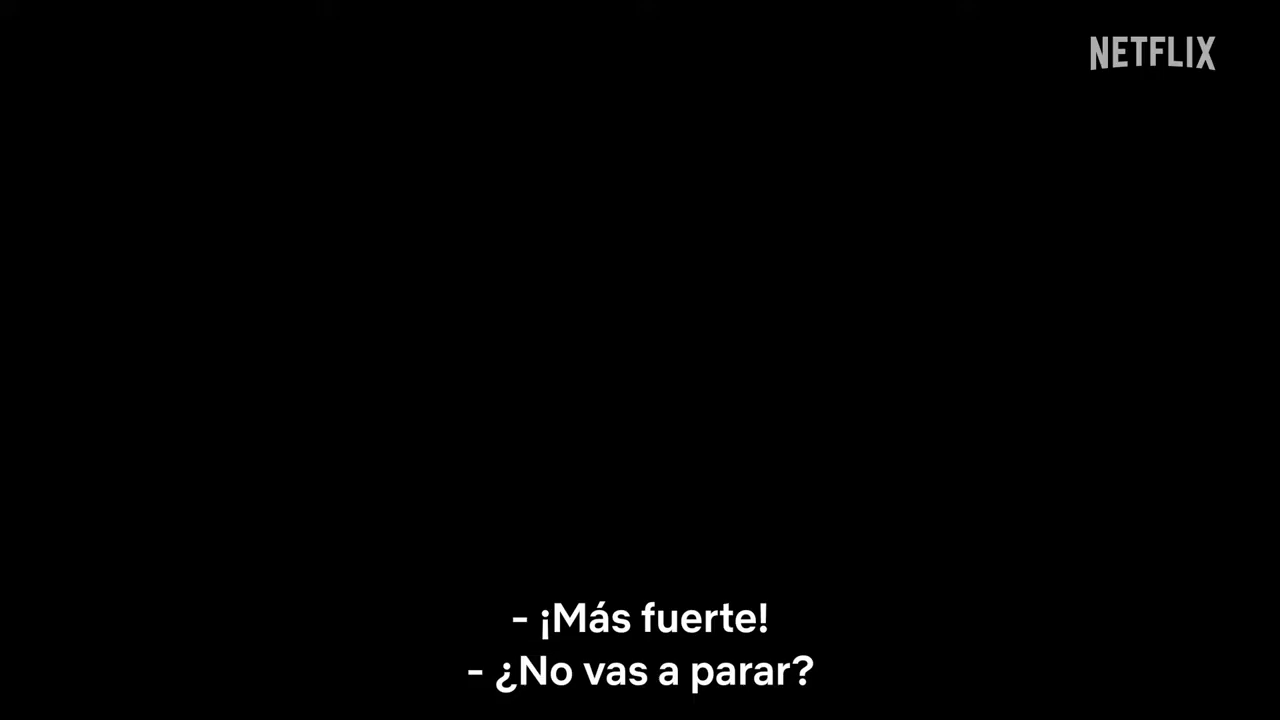 NETFLIX
- ¡Más fuerte!
- ¿No vas a parar?